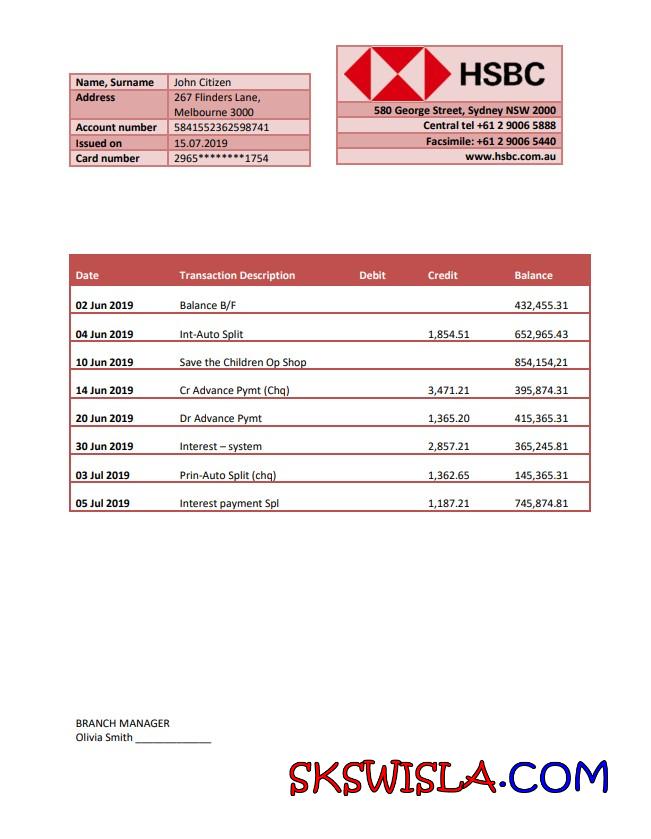 HSBC
Name, Surname John Citizen
Address 267 Flinders Lane,
Melbourne 3000
Account number 5841552362598741
Issued on 15.07.2019
Card number 2965********1754
580 George Street, Sydney NSW 2000
Central tel +61 2 9006 5888
Facsimile: +61 2 9006 5440
www.hsbc.com.au
Date Transaction Description Debit Credit Balance
02 Jun 2019 Balance B/F 432,455.31
04 Jun 2019 Int-Auto Split 1,854.51 652,965.43
10 Jun 2019 Save the Children Op Shop 854,154,21
14 Jun 2019 Cr Advance Pymt (Chq) 3,471.21 395,874.31
20 Jun 2019 Dr Advance Pymt 1,365.20 415,365.31
30 Jun 2019 Interest – system 2,857.21 365,245.81
03 Jul 2019 Prin-Auto Split (chq) 1,362.65 145,365.31
05 Jul 2019 Interest payment Spl 1,187.21 745,874.81
BRANCH MANAGER
Olivia Smith _____________
SKSWISLA.COM